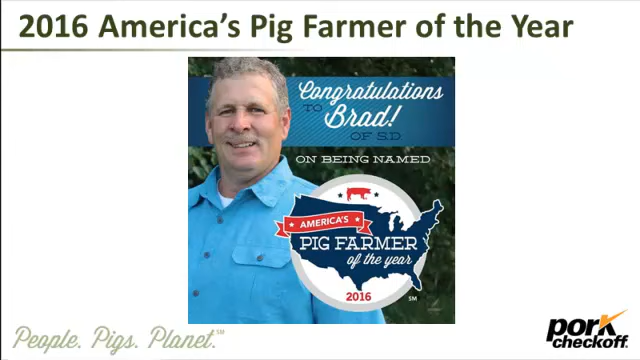 2016 America's Pig Farmer of the Year
Congratulations
TO Brad!
OF S.D.
ON BEING NAMED
AMERICA'S
PIG FARMER
of the year
2016
SM
People. Pigs. Planet.℠
pork
checkoff.